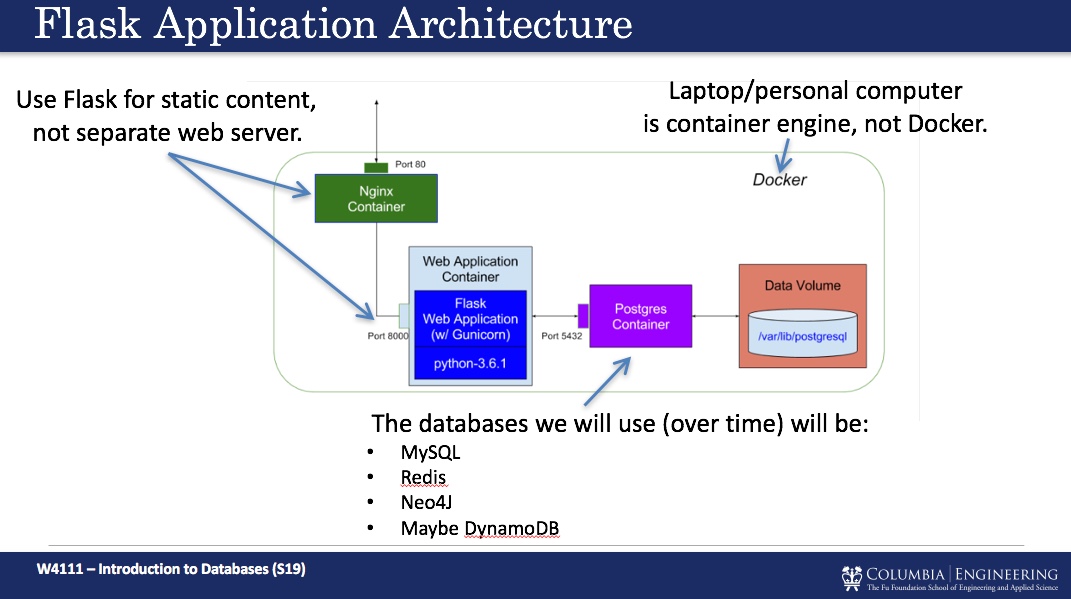 Flask Application Architecture
Use Flask for static content,
not separate web server.
Laptop/personal computer
is container engine, not Docker.
Port 80
Nginx
Container
Docker
Web Application
Container
Flask
Web Application
(w/ Gunicorn)
python-3.6.1
Port 8000
Port 5432
Postgres
Container
Data Volume
/var/lib/postgresql
The databases we will use (over time) will be:
• MySQL
• Redis
• Neo4J
• Maybe DynamoDB
W4111 – Introduction to Databases (S19)
COLUMBIA | ENGINEERING
The Fu Foundation School of Engineering and Applied Science